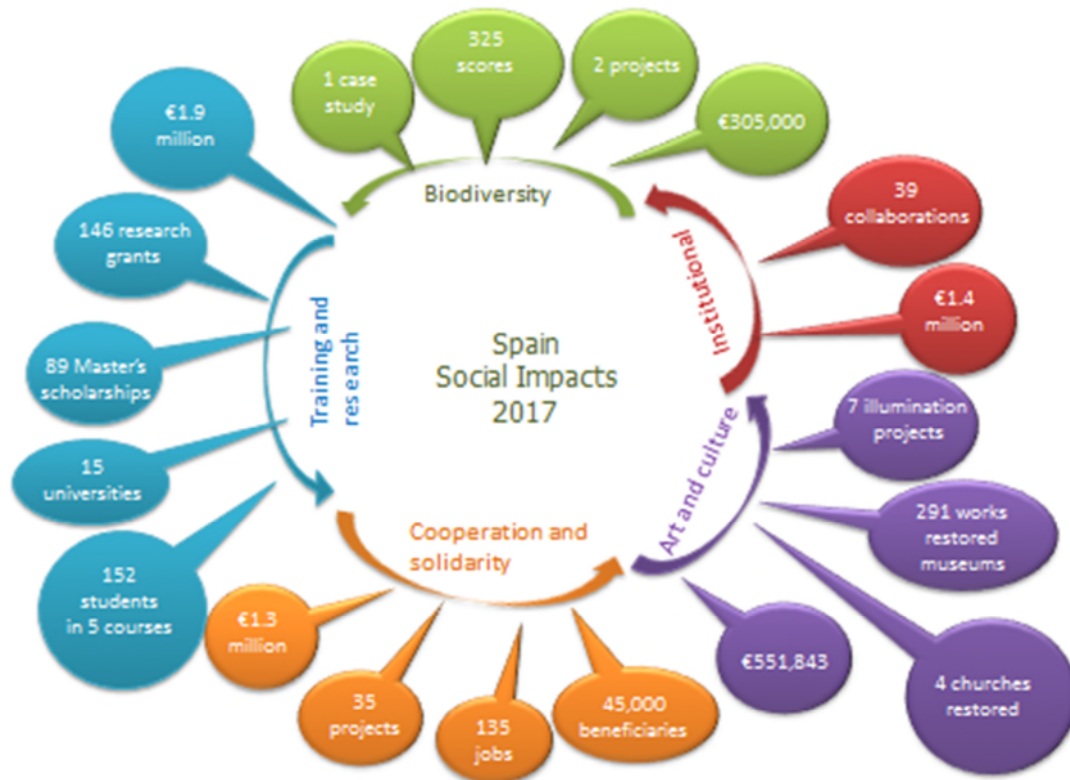 Spain
Social Impacts
2017
Biodiversity
1 case
study
325
scores
2 projects
€305,000
Institutional
39
collaborations
€1.4
million
Art and culture
7 illumination
projects
291 works
restored
museums
4 churches
restored
€551,843
Cooperation and
solidarity
45,000
beneficiaries
135
jobs
35
projects
€1.3
million
Training and
research
152
students
in 5 courses
15
universities
89 Master's
scholarships
146 research
grants
€1.9
million